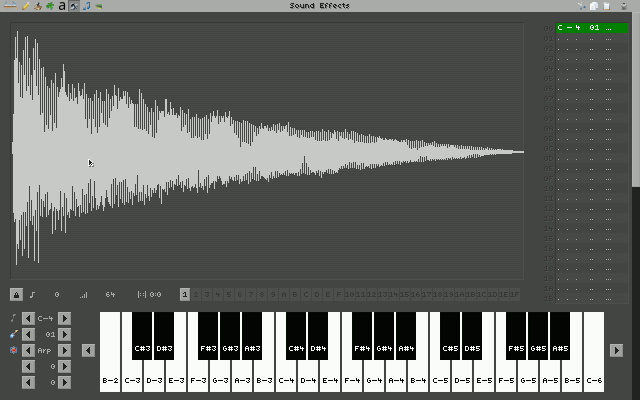 a
Sound Effects
C - 4 01 ...
0
64
0:0
1 2 3 4 5 6 7 8 9 A B C D E F 10 11 12 13 14 15 16 17 18 19 1A 1B 1C 1D 1E 1F
C-4
01
Arp
0
0
C#3 D#3 F#3 G#3 A#3 C#4 D#4 F#4 G#4 A#4 C#5 D#5 F#5 G#5 A#5
B-2 C-3 D-3 E-3 F-3 G-3 A-3 B-3 C-4 D-4 E-4 F-4 G-4 A-4 B-4 C-5 D-5 E-5 F-5 G-5 A-5 B-5 C-6